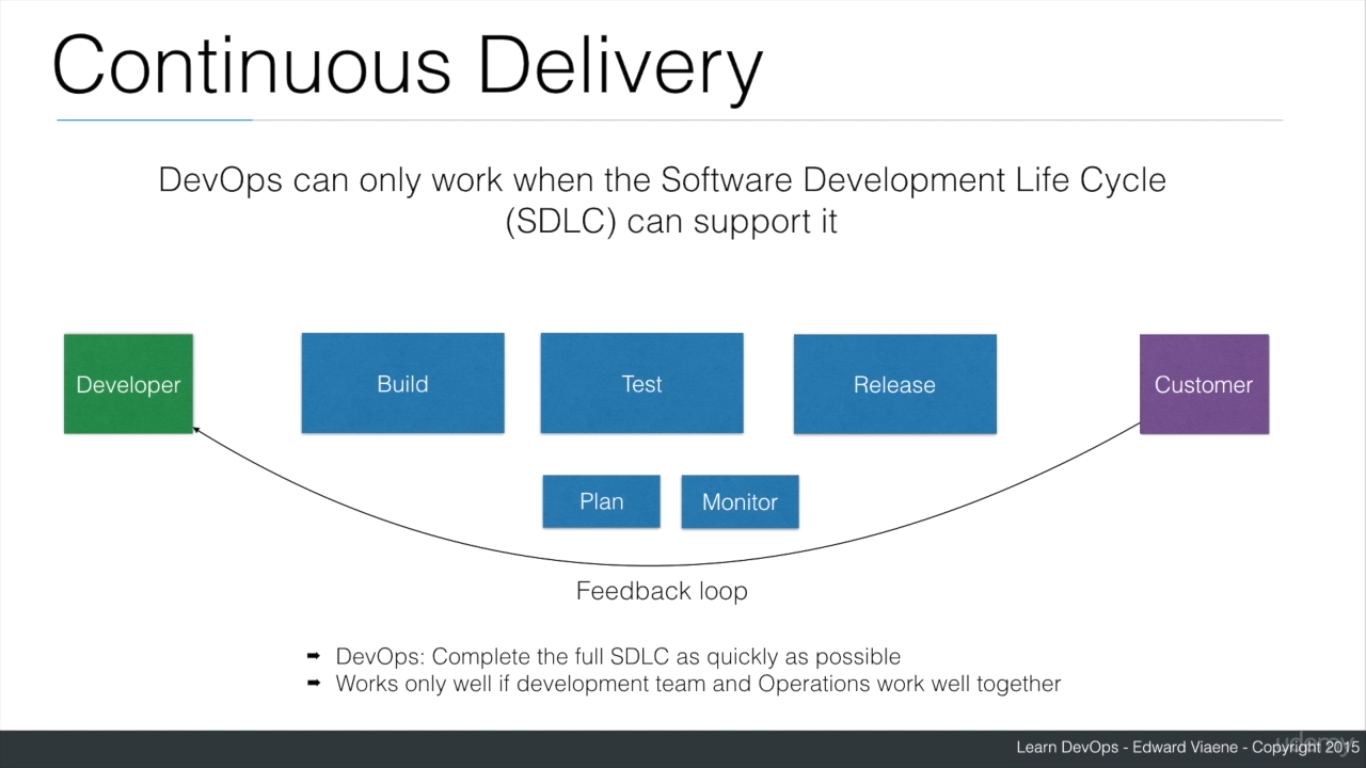 Continuous Delivery
DevOps can only work when the Software Development Life Cycle
(SDLC) can support it
Developer
Build
Test
Release
Customer
Plan
Monitor
Feedback loop
➡ DevOps: Complete the full SDLC as quickly as possible
➡ Works only well if development team and Operations work well together
Learn DevOps - Edward Viaene - Copyright 2015
udemy